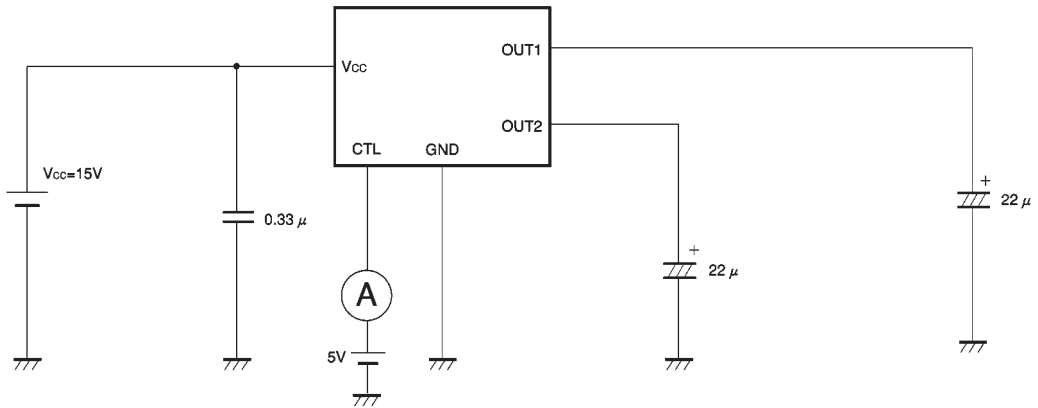 OUT1
Vcc
OUT2
CTL
GND
Vcc=15V
0.33 μ
+
22 μ
+
22 μ
A
5V